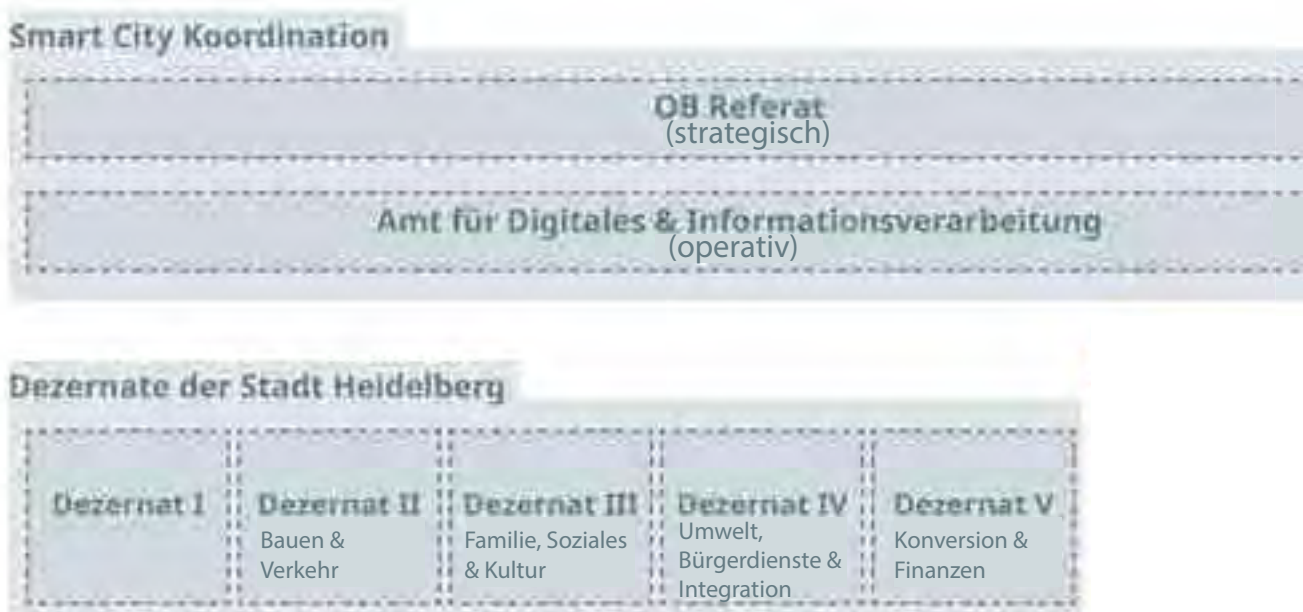 Smart City Koordination
OB Referat
(strategisch)
Amt für Digitales & Informationsverarbeitung
(operativ)
Dezernate der Stadt Heidelberg
Dezernat I
Dezernat II
Bauen &
Verkehr
Dezernat III
Familie, Soziales
& Kultur
Dezernat IV
Umwelt,
Bürgerdienste &
Integration
Dezernat V
Konversion &
Finanzen